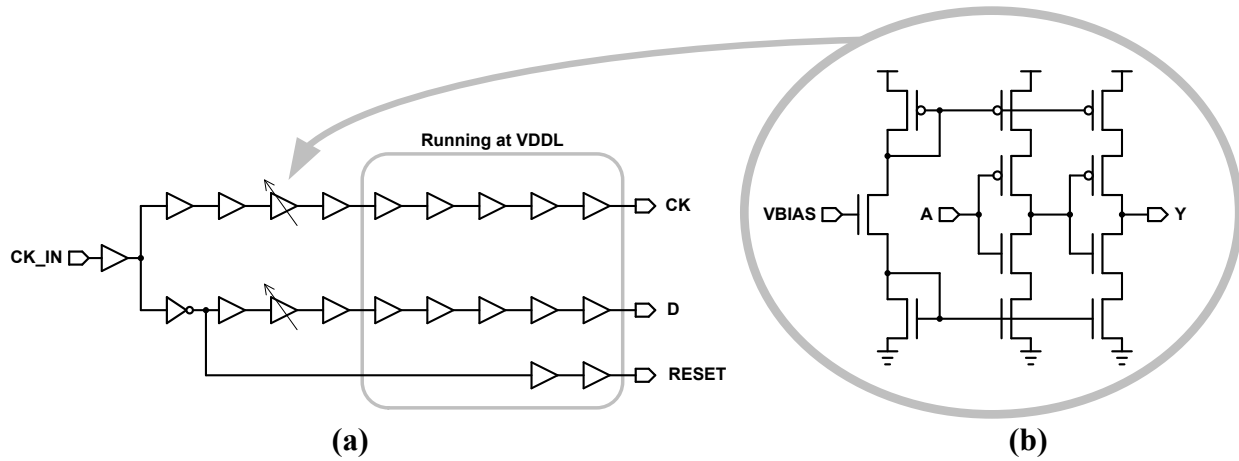 Running at VDDL
CK
CK_IN
D
RESET
VBIAS
A
Y
(a)
(b)